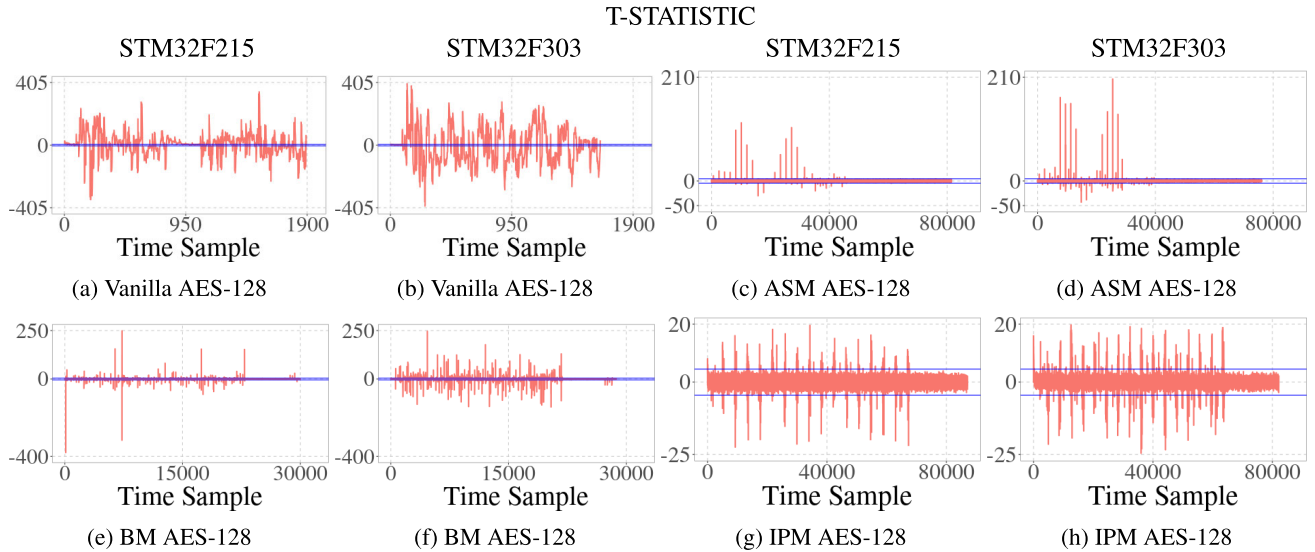 T-STATISTIC
STM32F215 STM32F303 STM32F215 STM32F303
405
0
-405
0 950 1900
Time Sample
(a) Vanilla AES-128
405
0
-405
0 950 1900
Time Sample
(b) Vanilla AES-128
210
0
-50
0 40000 80000
Time Sample
(c) ASM AES-128
210
0
-50
0 40000 80000
Time Sample
(d) ASM AES-128
250
0
-400
0 15000 30000
Time Sample
(e) BM AES-128
250
0
-400
0 15000 30000
Time Sample
(f) BM AES-128
20
0
-25
0 40000 80000
Time Sample
(g) IPM AES-128
20
0
-25
0 40000 80000
Time Sample
(h) IPM AES-128